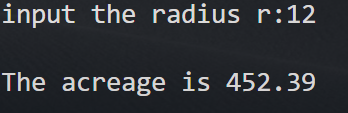 input the radius r:12
The acreage is 452.39